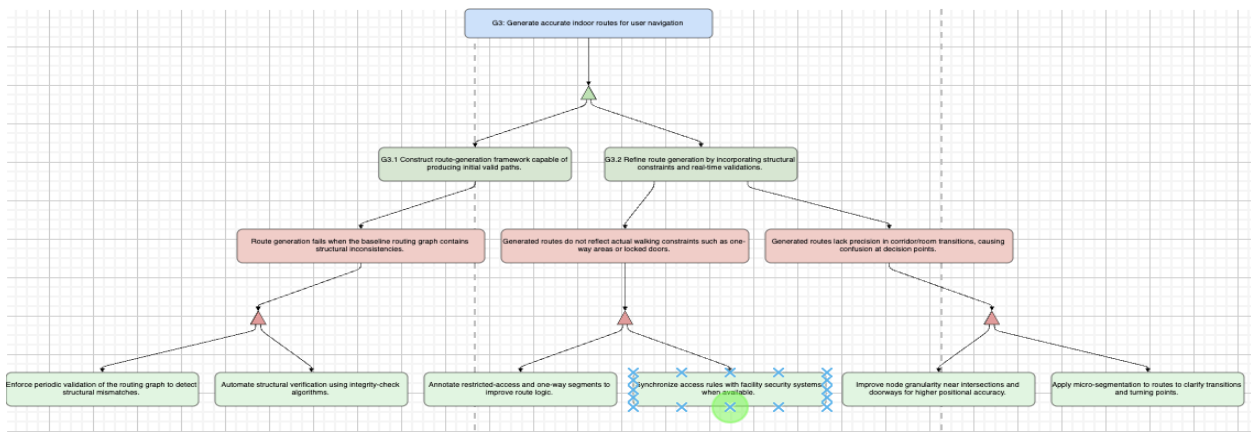 G3: Generate accurate indoor routes for user navigation
G3.1 Construct route-generation framework capable of
producing initial valid paths.
G3.2 Refine route generation by incorporating structural
constraints and real-time validations.
Route generation fails when the baseline routing graph contains
structural inconsistencies.
Generated routes do not reflect actual walking constraints such as one-
way areas or locked doors.
Generated routes lack precision in corridor/room transitions, causing
confusion at decision points.
Enforce periodic validation of the routing graph to detect
structural mismatches.
Automate structural verification using integrity-check
algorithms.
Annotate restricted-access and one-way segments to
improve route logic.
Synchronize access rules with facility security systems
when available.
Improve node granularity near intersections and
doorways for higher positional accuracy.
Apply micro-segmentation to routes to clarify transitions
and turning points.